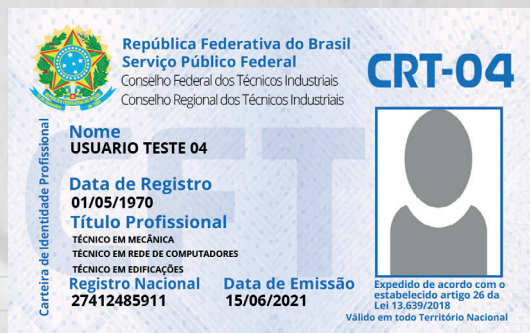 República Federativa do Brasil
Serviço Público Federal
Conselho Federal dos Técnicos Industriais
Conselho Regional dos Técnicos Industriais
CRT-04
Carteira de Identidade Profissional
CFT
Nome
USUARIO TESTE 04
Data de Registro
01/05/1970
Título Profissional
TÉCNICO EM MECÂNICA
TÉCNICO EM REDE DE COMPUTADORES
TÉCNICO EM EDIFICAÇÕES
Registro Nacional
27412485911
Data de Emissão
15/06/2021
Expedido de acordo com o
estabelecido artigo 26 da
Lei 13.639/2018
Válido em todo Território Nacional